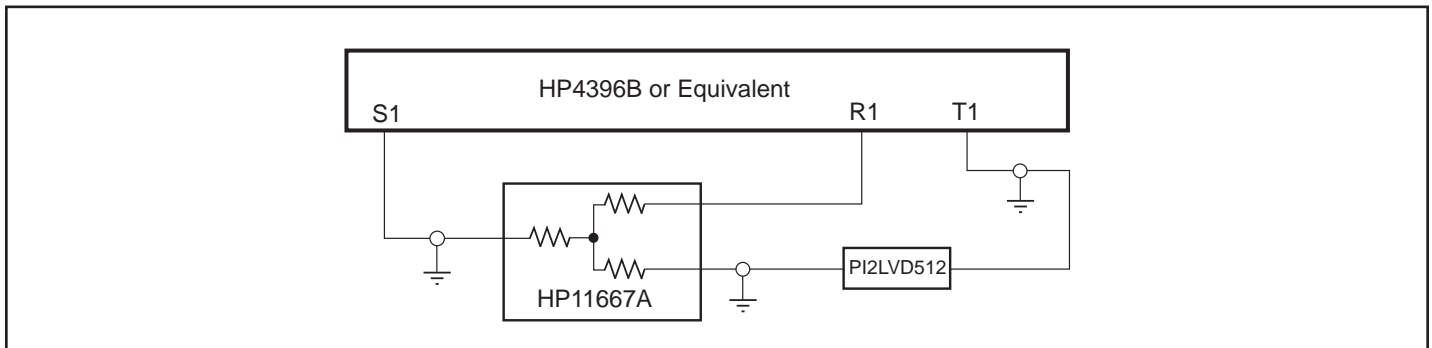 HP4396B or Equivalent
S1
R1
T1
PI2LVD512
HP11667A